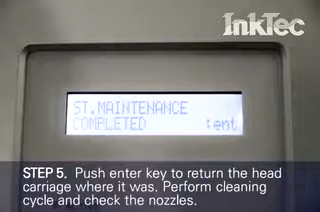 InkTec
ST.MAINTENANCE
COMPLETED :ent
STEP 5. Push enter key to return the head
carriage where it was. Perform cleaning
cycle and check the nozzles.